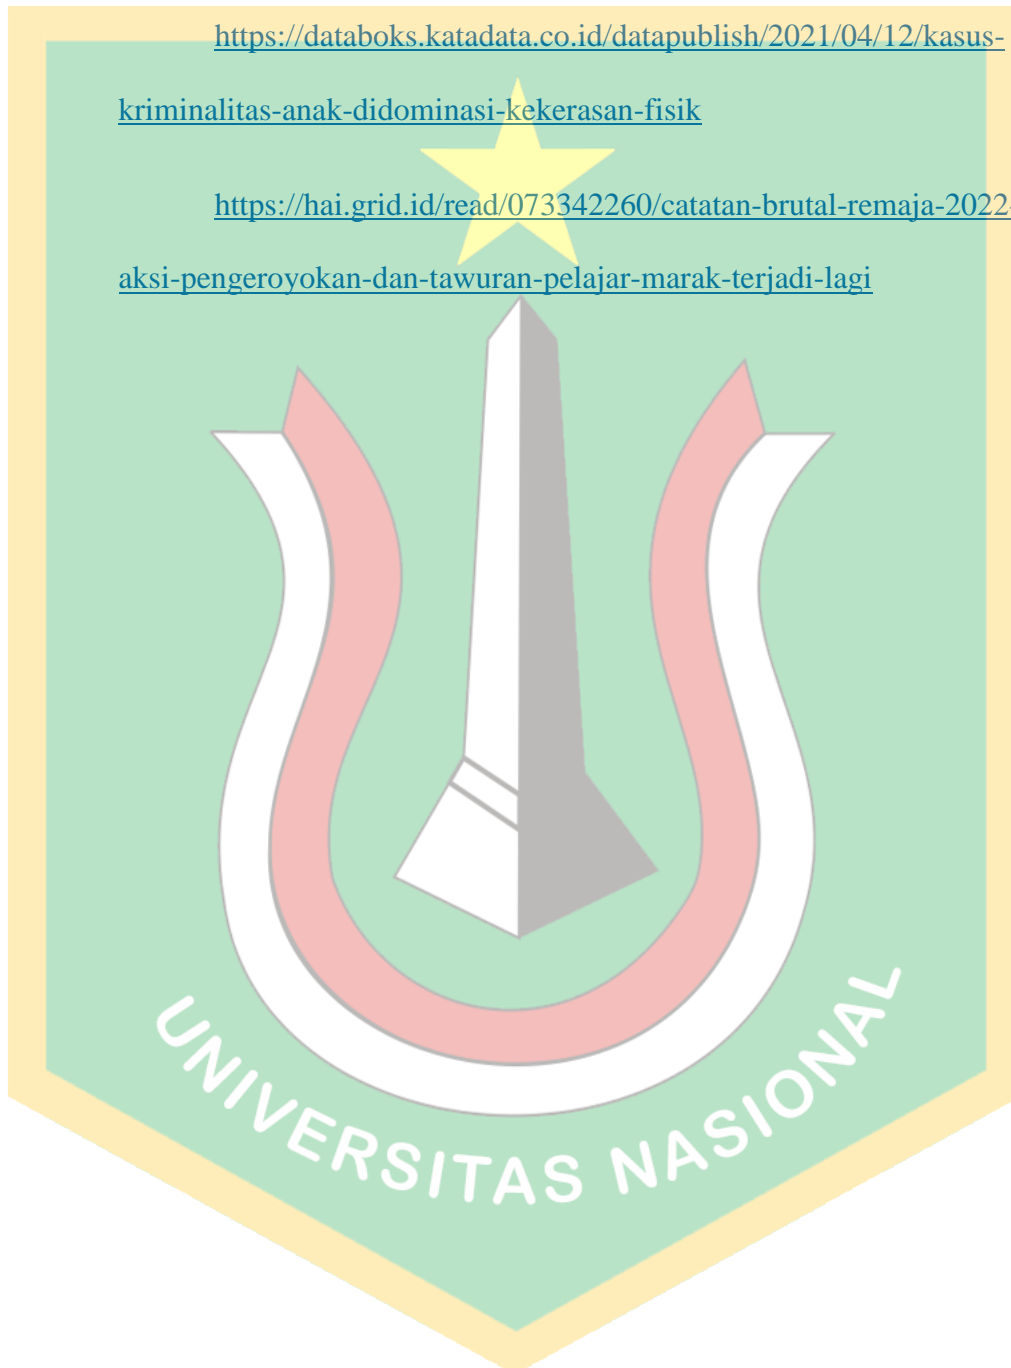 https://databoks.katadata.co.id/datapublish/2021/04/12/kasus-
kriminalitas-anak-didominasi-kekerasan-fisik
https://hai.grid.id/read/073342260/catatan-brutal-remaja-2022-
aksi-pengeroyokan-dan-tawuran-pelajar-marak-terjadi-lagi
UNIVERSITAS NASIONAL